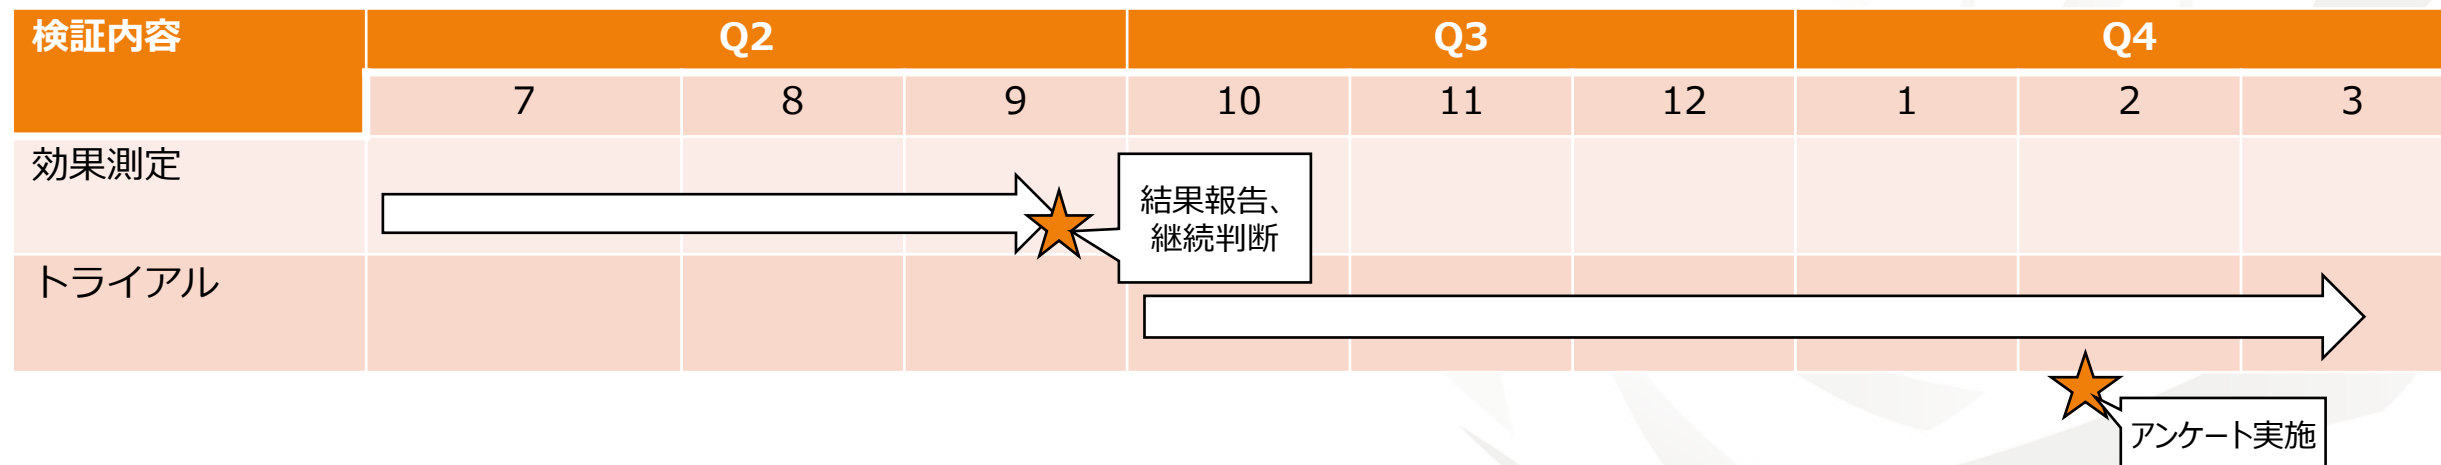 検証内容 Q2 Q3 Q4
7 8 9 10 11 12 1 2 3
効果測定
結果報告、
継続判断
トライアル
アンケート実施